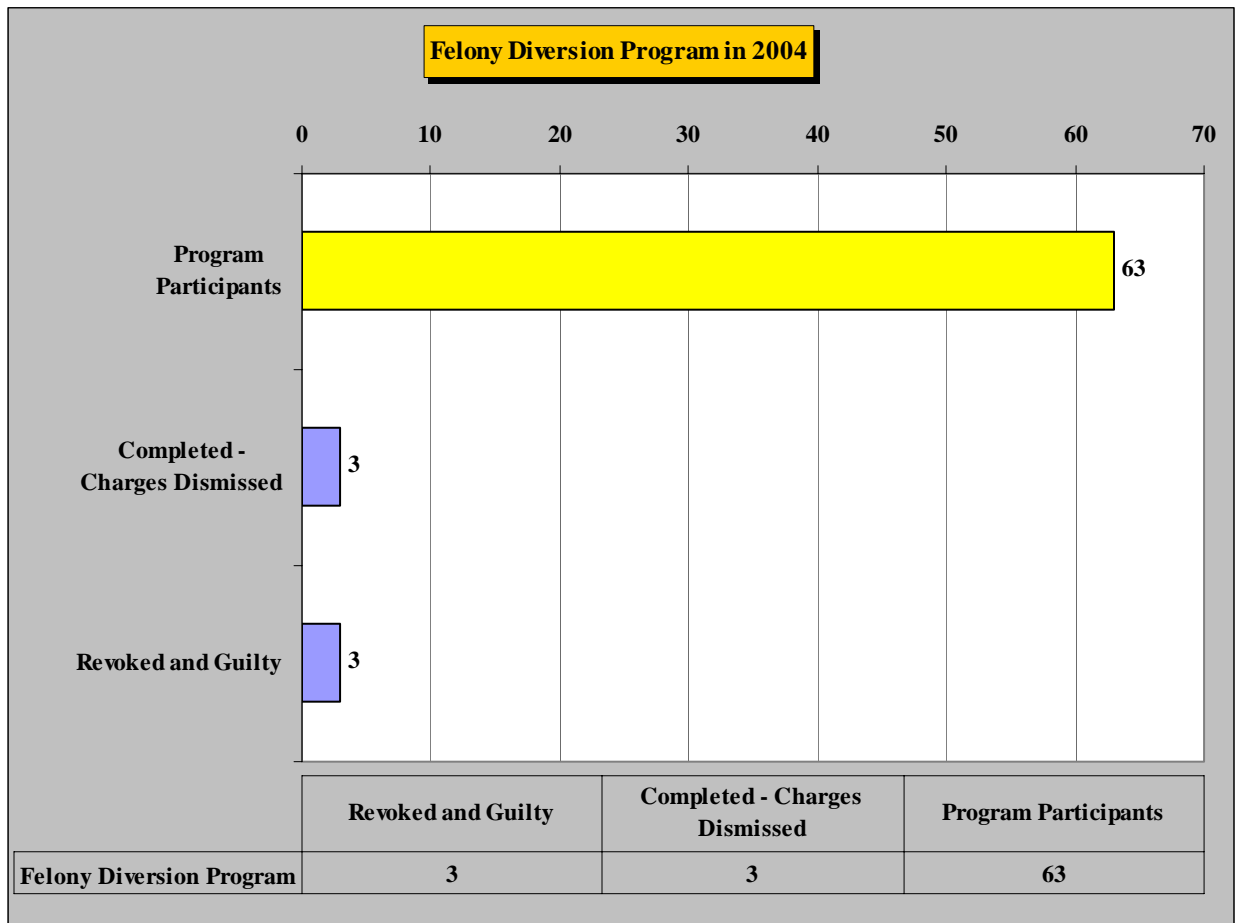 Felony Diversion Program in 2004
0 10 20 30 40 50 60 70
Program
Participants
63
Completed -
Charges Dismissed
3
Revoked and Guilty
3
Revoked and Guilty
Completed - Charges
Dismissed
Program Participants
Felony Diversion Program 3 3 63